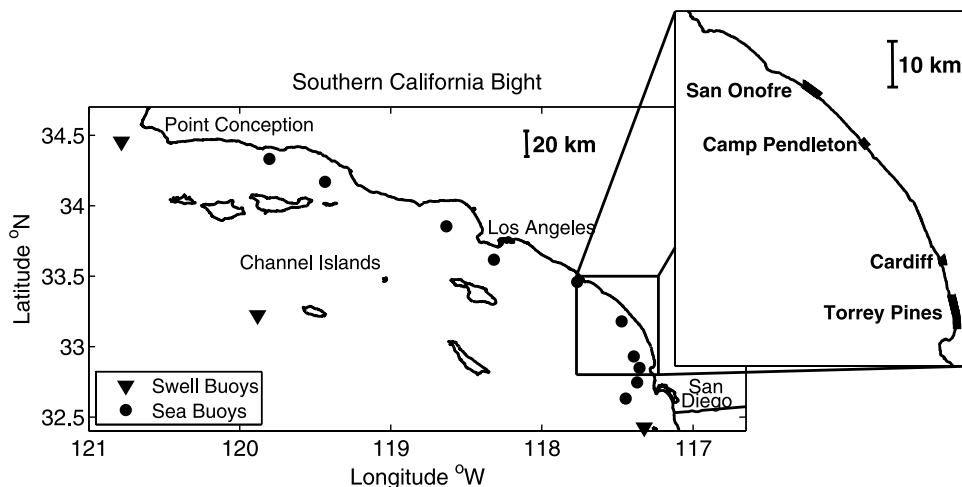 Southern California Bight
10 km
San Onofre
Camp Pendleton
Cardiff
Torrey Pines
Point Conception
20 km
Los Angeles
Channel Islands
San
Diego
Swell Buoys
Sea Buoys
34.5
34
33.5
33
32.5
Latitude °N
121
120
119
118
117
Longitude °W